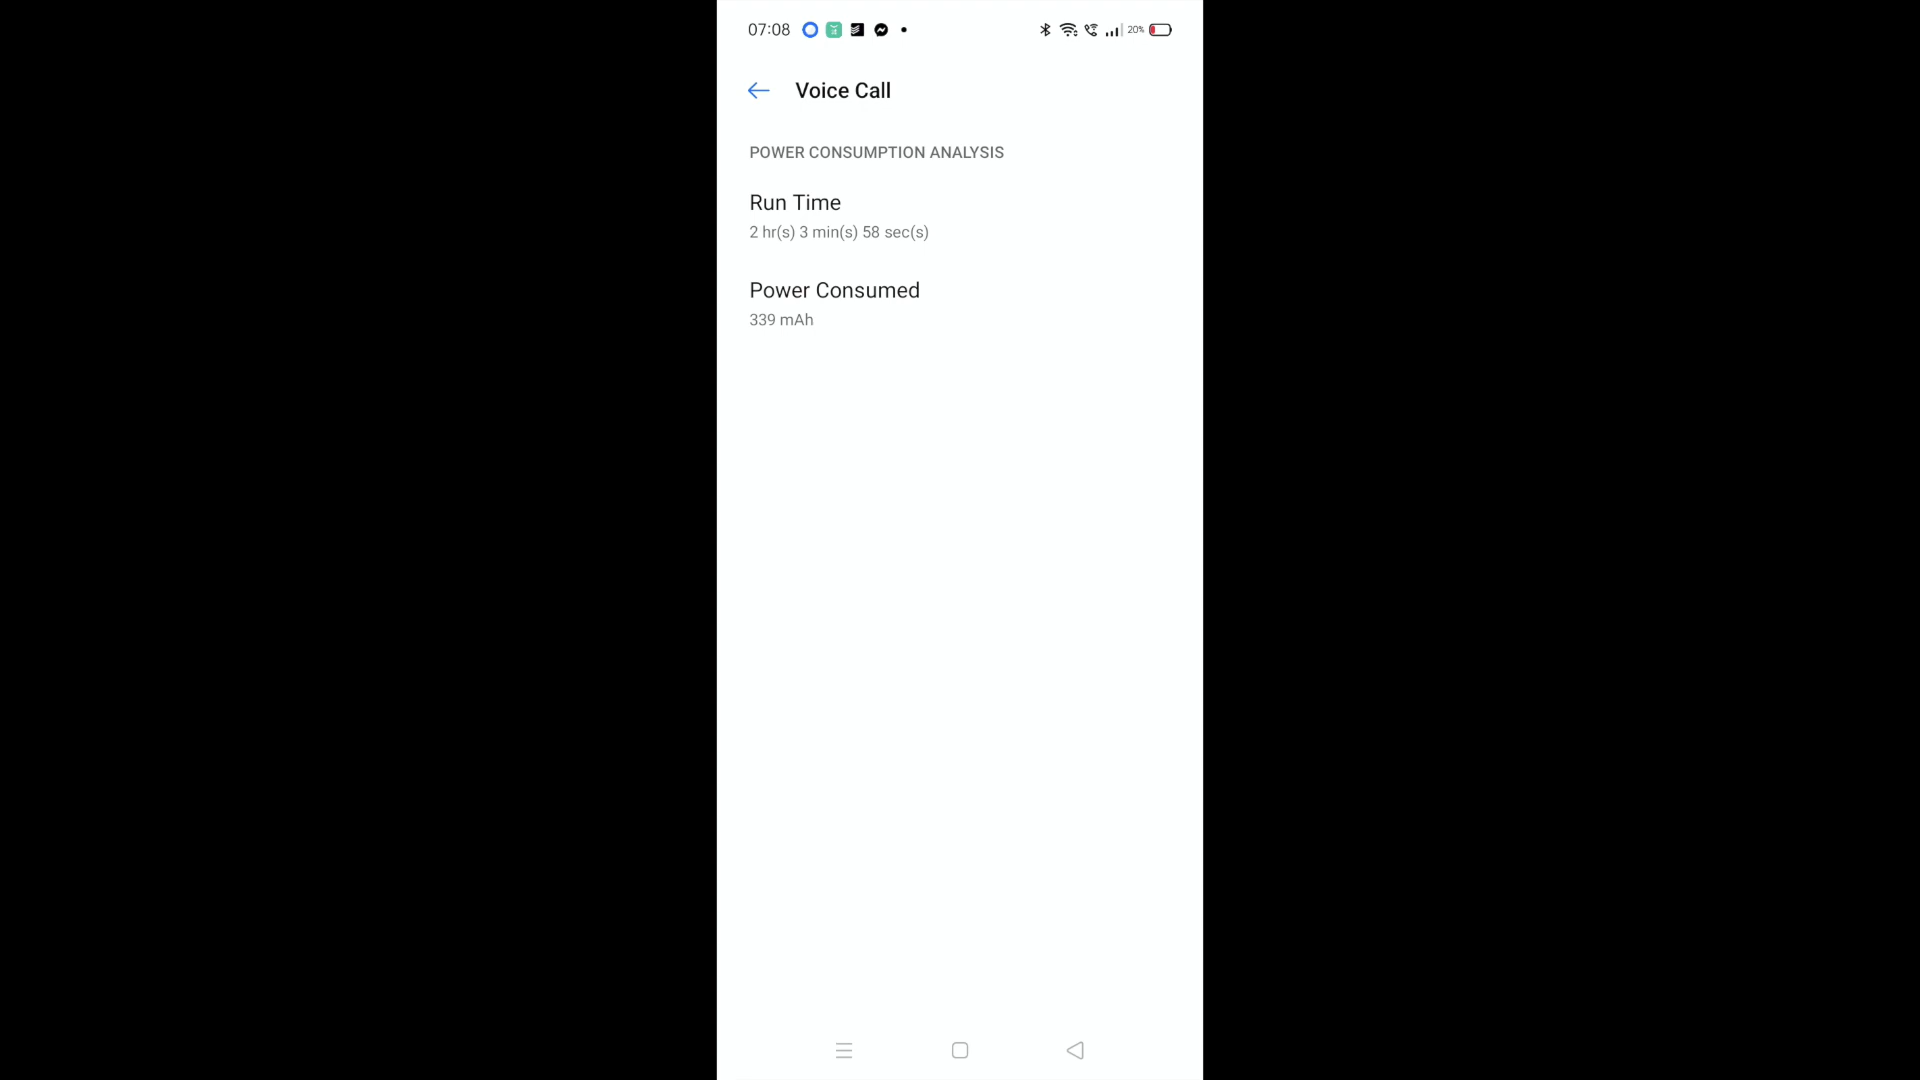 07:08 20%
Voice Call
POWER CONSUMPTION ANALYSIS
Run Time
2 hr(s) 3 min(s) 58 sec(s)
Power Consumed
339 mAh